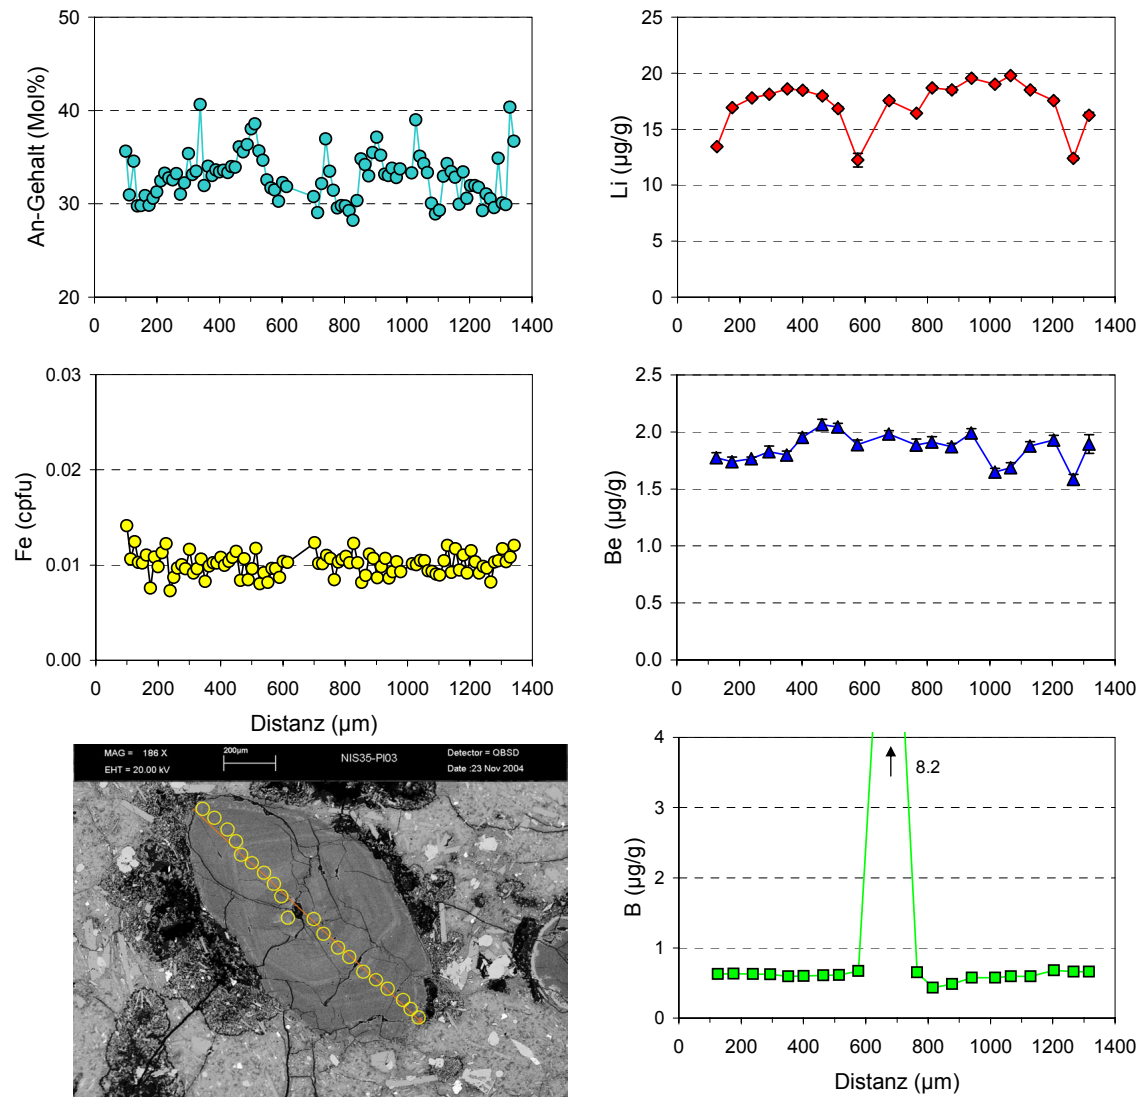 50
40
30
20
An-Gehalt (Mol%)
0 200 400 600 800 1000 1200 1400
25
20
15
10
5
0
Li (µg/g)
0 200 400 600 800 1000 1200 1400
0.03
0.02
0.01
0.00
Fe (cpfu)
0 200 400 600 800 1000 1200 1400
Distanz (µm)
2.5
2.0
1.5
1.0
0.5
0.0
Be (µg/g)
0 200 400 600 800 1000 1200 1400
MAG = 186 X
200µm
NIS35-Pl03
Detector = QBSD
EHT = 20.00 kV
Date :23 Nov 2004
4
3
2
1
0
B (µg/g)
8.2
0 200 400 600 800 1000 1200 1400
Distanz (µm)